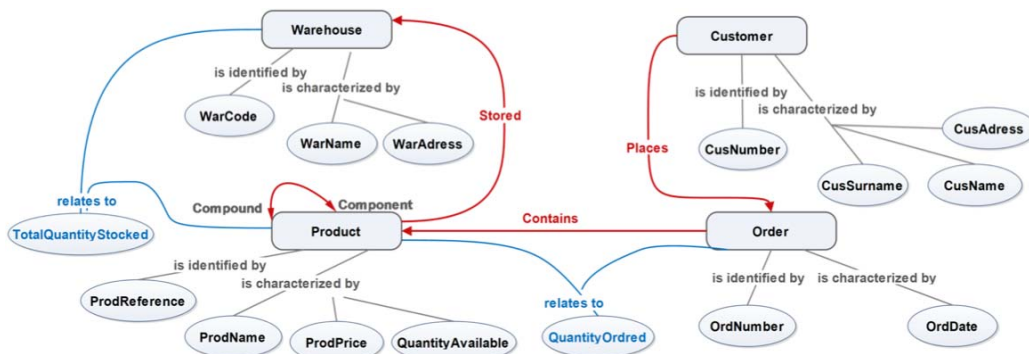 Warehouse
Customer
is identified by
is characterized by
WarCode
WarName
WarAdress
Stored
is identified by
is characterized by
CusAdress
CusNumber
CusSurname
CusName
Places
relates to
TotalQuantityStocked
Compound
Component
Product
Contains
Order
is identified by
is characterized by
ProdReference
ProdName
ProdPrice
QuantityAvailable
relates to
QuantityOrdred
is identified by
is characterized by
OrdNumber
OrdDate